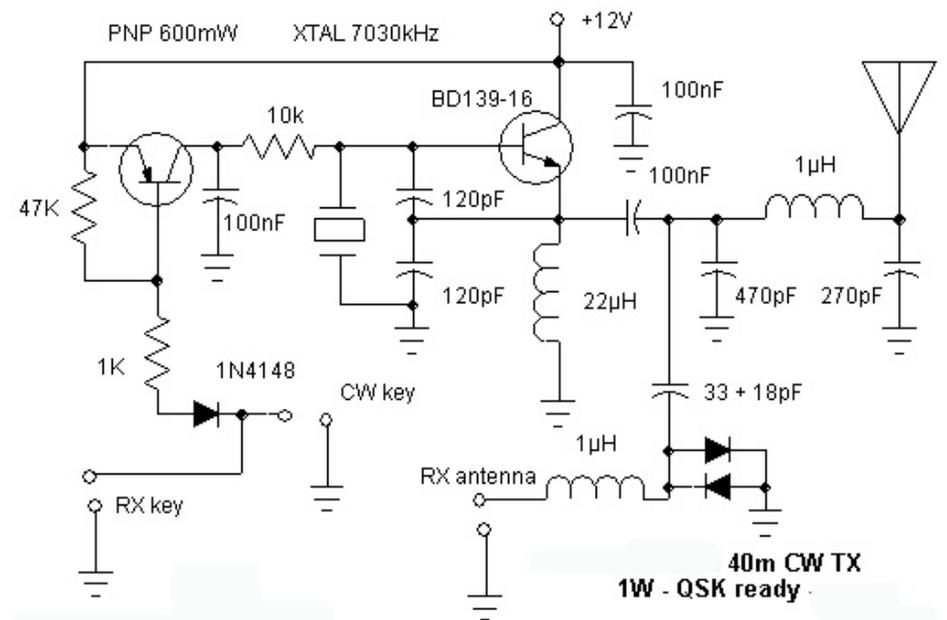 PNP 600mW
XTAL 7030kHz
+12V
BD139-16
100nF
10k
100nF
1µH
47K
100nF
120pF
120pF
22µH
470pF
270pF
1K
1N4148
CW key
33 + 18pF
1µH
RX antenna
RX key
40m CW TX
1W - QSK ready -